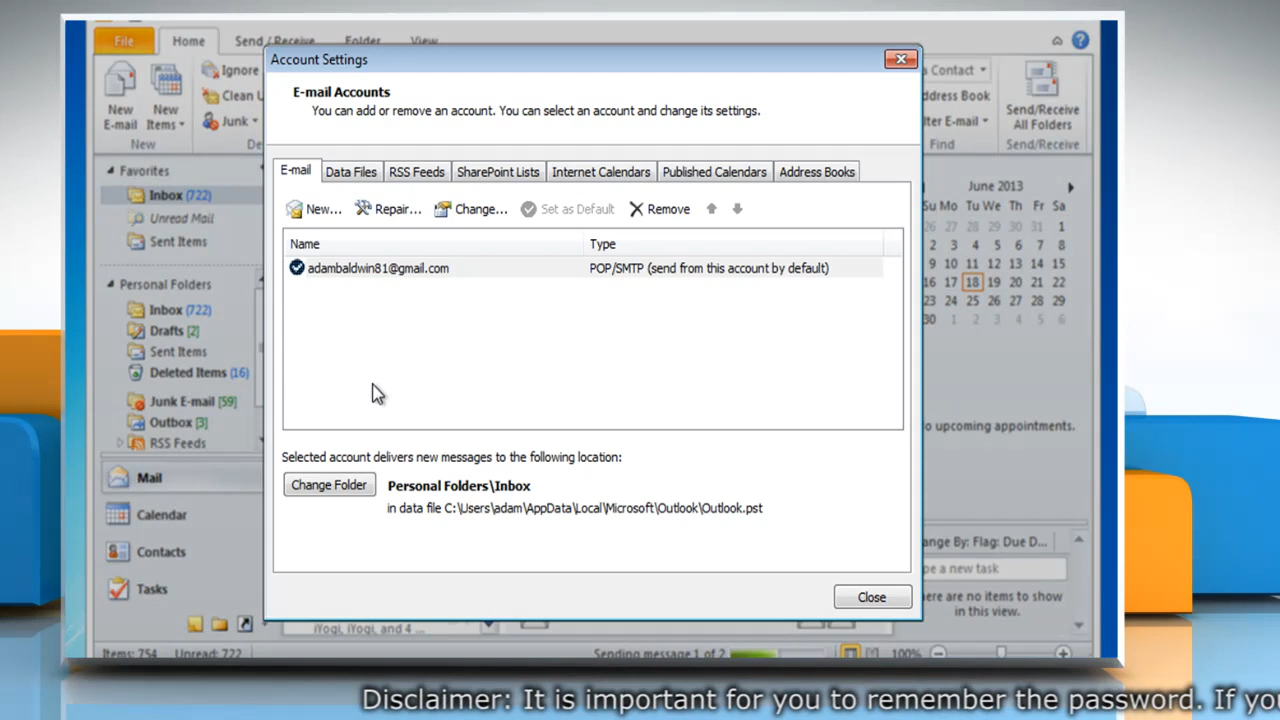 File Home Send / Receive Folder View
Account Settings
E-mail Accounts
You can add or remove an account. You can select an account and change its settings.
Ignore
Clean U
Junk
New
E-mail
New
Items
New
De
Contact
ddress Book
lter E-mail
Find
Send/Receive
All Folders
Send/Receive
E-mail Data Files RSS Feeds SharePoint Lists Internet Calendars Published Calendars Address Books
New... Repair... Change... Set as Default Remove
Name Type
adambaldwin81@gmail.com POP/SMTP (send from this account by default)
Selected account delivers new messages to the following location:
Change Folder Personal Folders\Inbox
in data file C:\Users\adam\AppData\Local\Microsoft\Outlook\Outlook.pst
Close
Favorites
Inbox (722)
Unread Mail
Sent Items
Personal Folders
Inbox (722)
Drafts [2]
Sent Items
Deleted Items (16)
Junk E-mail [59]
Outbox [3]
RSS Feeds
Mail
Calendar
Contacts
Tasks
June 2013
Su Mo Tu We Th Fr Sa
26 27 28 29 30 31 1
2 3 4 5 6 7 8
9 10 11 12 13 14 15
16 17 18 19 20 21 22
23 24 25 26 27 28 29
30 1 2 3 4 5 6
o upcoming appointments.
nge By: Flag: Due D...
pe a new task
ere are no items to show
in this view.
iYogi, iYogi, and 4 ...
Items: 754 Unread: 722 Sending message 1 of 2 100%
Disclaimer: It is important for you to remember the password. If yo